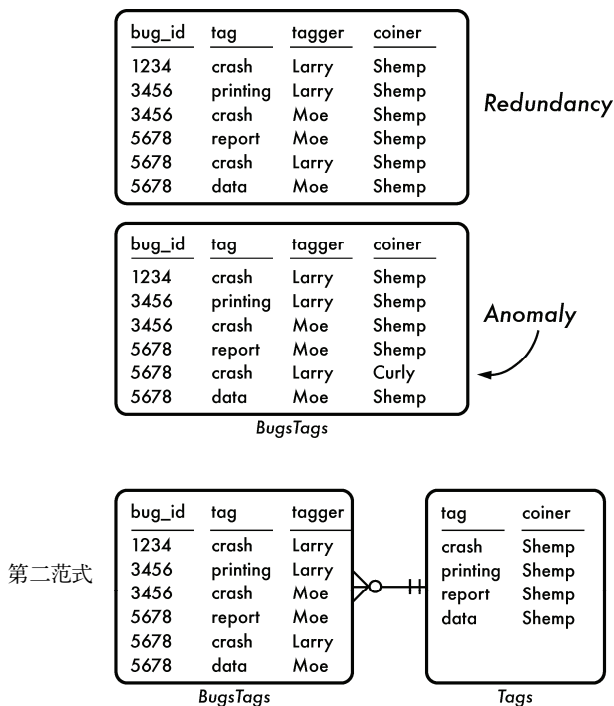 bug_id tag tagger coiner
1234 crash Larry Shemp
3456 printing Larry Shemp
3456 crash Moe Shemp
5678 report Moe Shemp
5678 crash Larry Shemp
5678 data Moe Shemp
Redundancy
bug_id tag tagger coiner
1234 crash Larry Shemp
3456 printing Larry Shemp
3456 crash Moe Shemp
5678 report Moe Shemp
5678 crash Larry Curly
5678 data Moe Shemp
Anomaly
BugsTags
第二范式
bug_id tag tagger
1234 crash Larry
3456 printing Larry
3456 crash Moe
5678 report Moe
5678 crash Larry
5678 data Moe
BugsTags
tag coiner
crash Shemp
printing Shemp
report Shemp
data Shemp
Tags